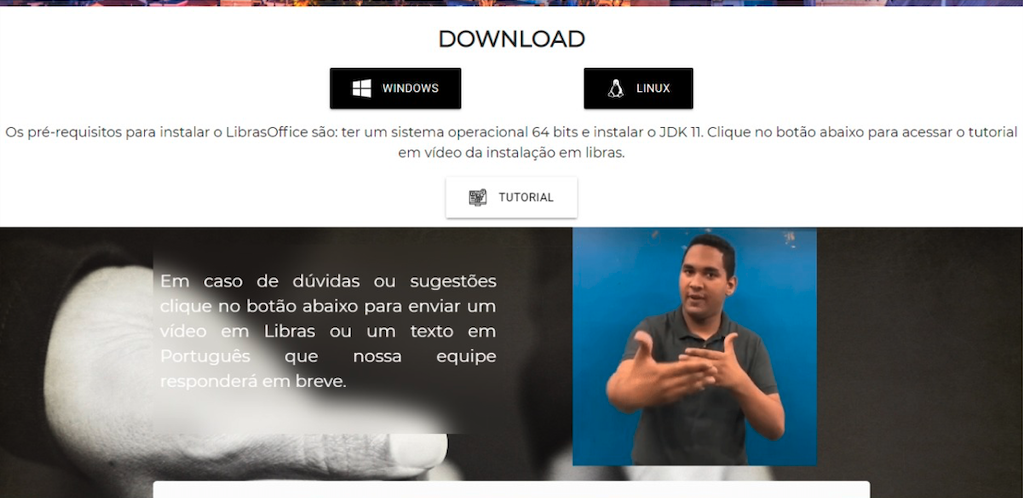 DOWNLOAD
WINDOWS
LINUX
Os pré-requisitos para instalar o LibrasOffice são: ter um sistema operacional 64 bits e instalar o JDK 11. Clique no botão abaixo para acessar o tutorial
em vídeo da instalação em libras.
TUTORIAL
Em caso de dúvidas ou sugestões
clique no botão abaixo para enviar um
vídeo em Libras ou um texto em
Português que nossa equipe
responderá em breve.